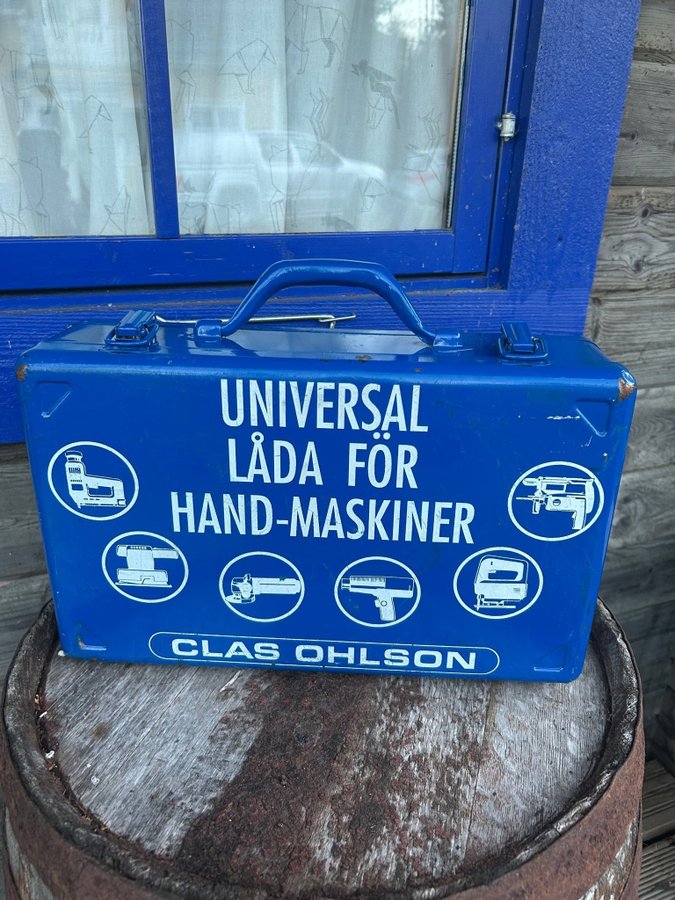 UNIVERSAL
LÅDA FÖR
HAND-MASKINER
CLAS OHLSON